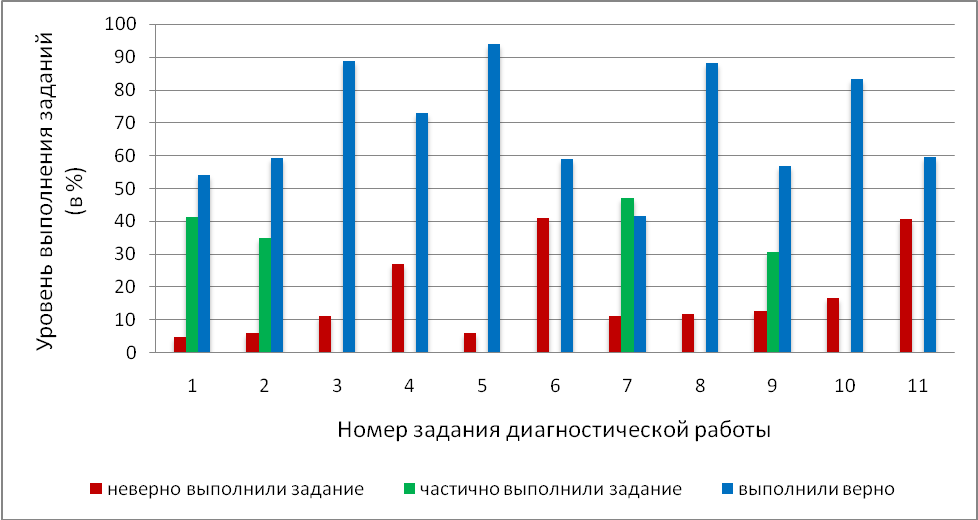 Уровень выполнения заданий
(в %)
100
90
80
70
60
50
40
30
20
10
0
1 2 3 4 5 6 7 8 9 10 11
Номер задания диагностической работы
неверно выполнили задание частично выполнили задание выполнили верно